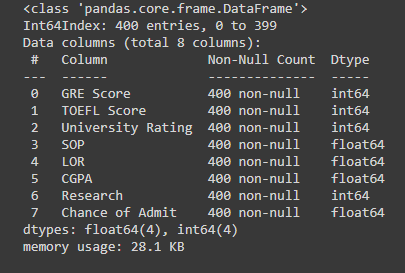 <class 'pandas.core.frame.DataFrame'>
Int64Index: 400 entries, 0 to 399
Data columns (total 8 columns):
 #   Column             Non-Null Count  Dtype
---  ------             --------------  -----
 0   GRE Score          400 non-null    int64
 1   TOEFL Score        400 non-null    int64
 2   University Rating  400 non-null    int64
 3   SOP                400 non-null    float64
 4   LOR                400 non-null    float64
 5   CGPA               400 non-null    float64
 6   Research           400 non-null    int64
 7   Chance of Admit    400 non-null    float64
dtypes: float64(4), int64(4)
memory usage: 28.1 KB